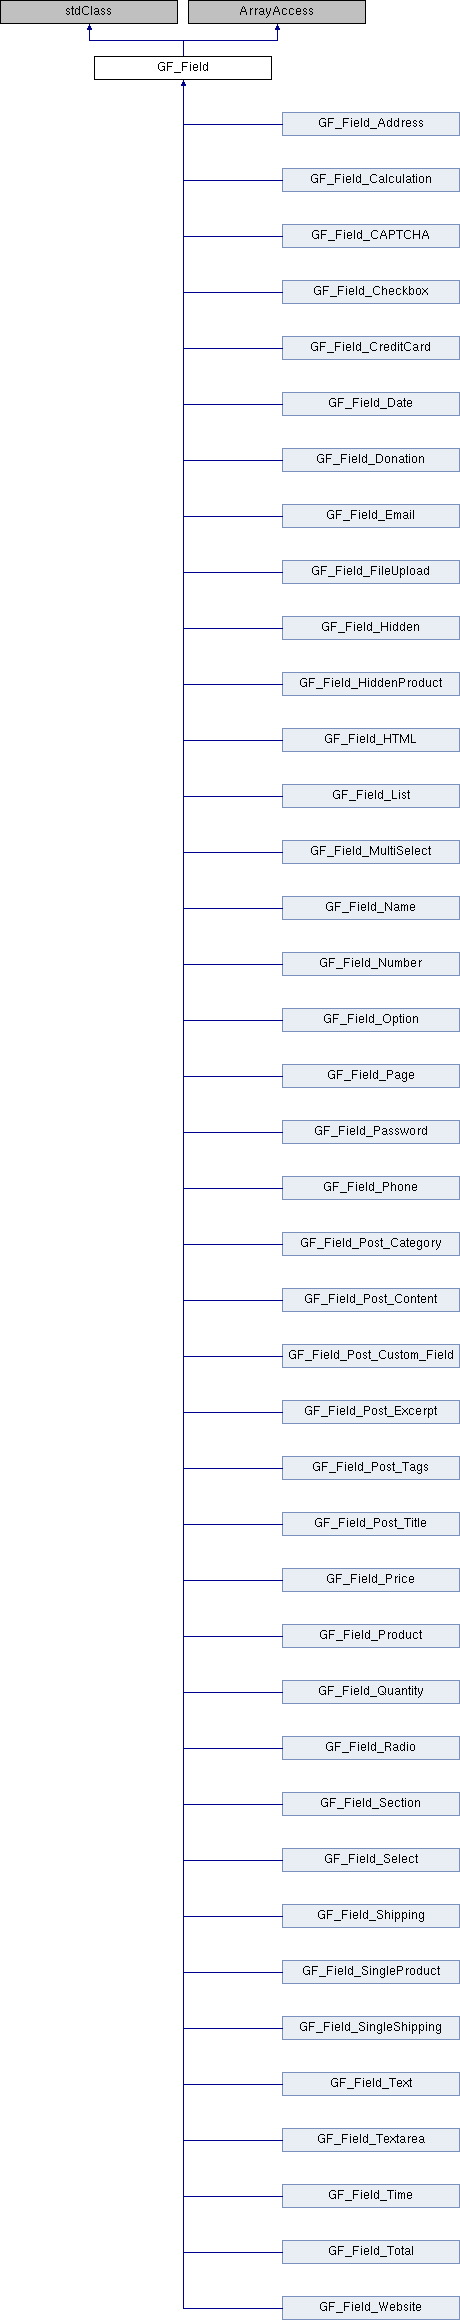 stdClass
ArrayAccess
GF_Field
GF_Field_Address
GF_Field_Calculation
GF_Field_CAPTCHA
GF_Field_Checkbox
GF_Field_CreditCard
GF_Field_Date
GF_Field_Donation
GF_Field_Email
GF_Field_FileUpload
GF_Field_Hidden
GF_Field_HiddenProduct
GF_Field_HTML
GF_Field_List
GF_Field_MultiSelect
GF_Field_Name
GF_Field_Number
GF_Field_Option
GF_Field_Page
GF_Field_Password
GF_Field_Phone
GF_Field_Post_Category
GF_Field_Post_Content
GF_Field_Post_Custom_Field
GF_Field_Post_Excerpt
GF_Field_Post_Tags
GF_Field_Post_Title
GF_Field_Price
GF_Field_Product
GF_Field_Quantity
GF_Field_Radio
GF_Field_Section
GF_Field_Select
GF_Field_Shipping
GF_Field_SingleProduct
GF_Field_SingleShipping
GF_Field_Text
GF_Field_Textarea
GF_Field_Time
GF_Field_Total
GF_Field_Website